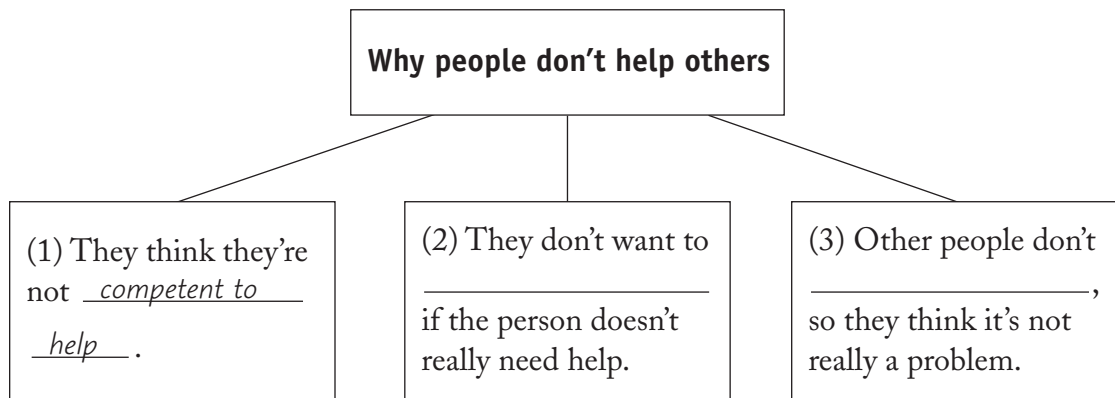 Why people don’t help others
(1) They think they’re
not competent to
help .
(2) They don’t want to
if the person doesn’t
really need help.
(3) Other people don’t
,
so they think it’s not
really a problem.